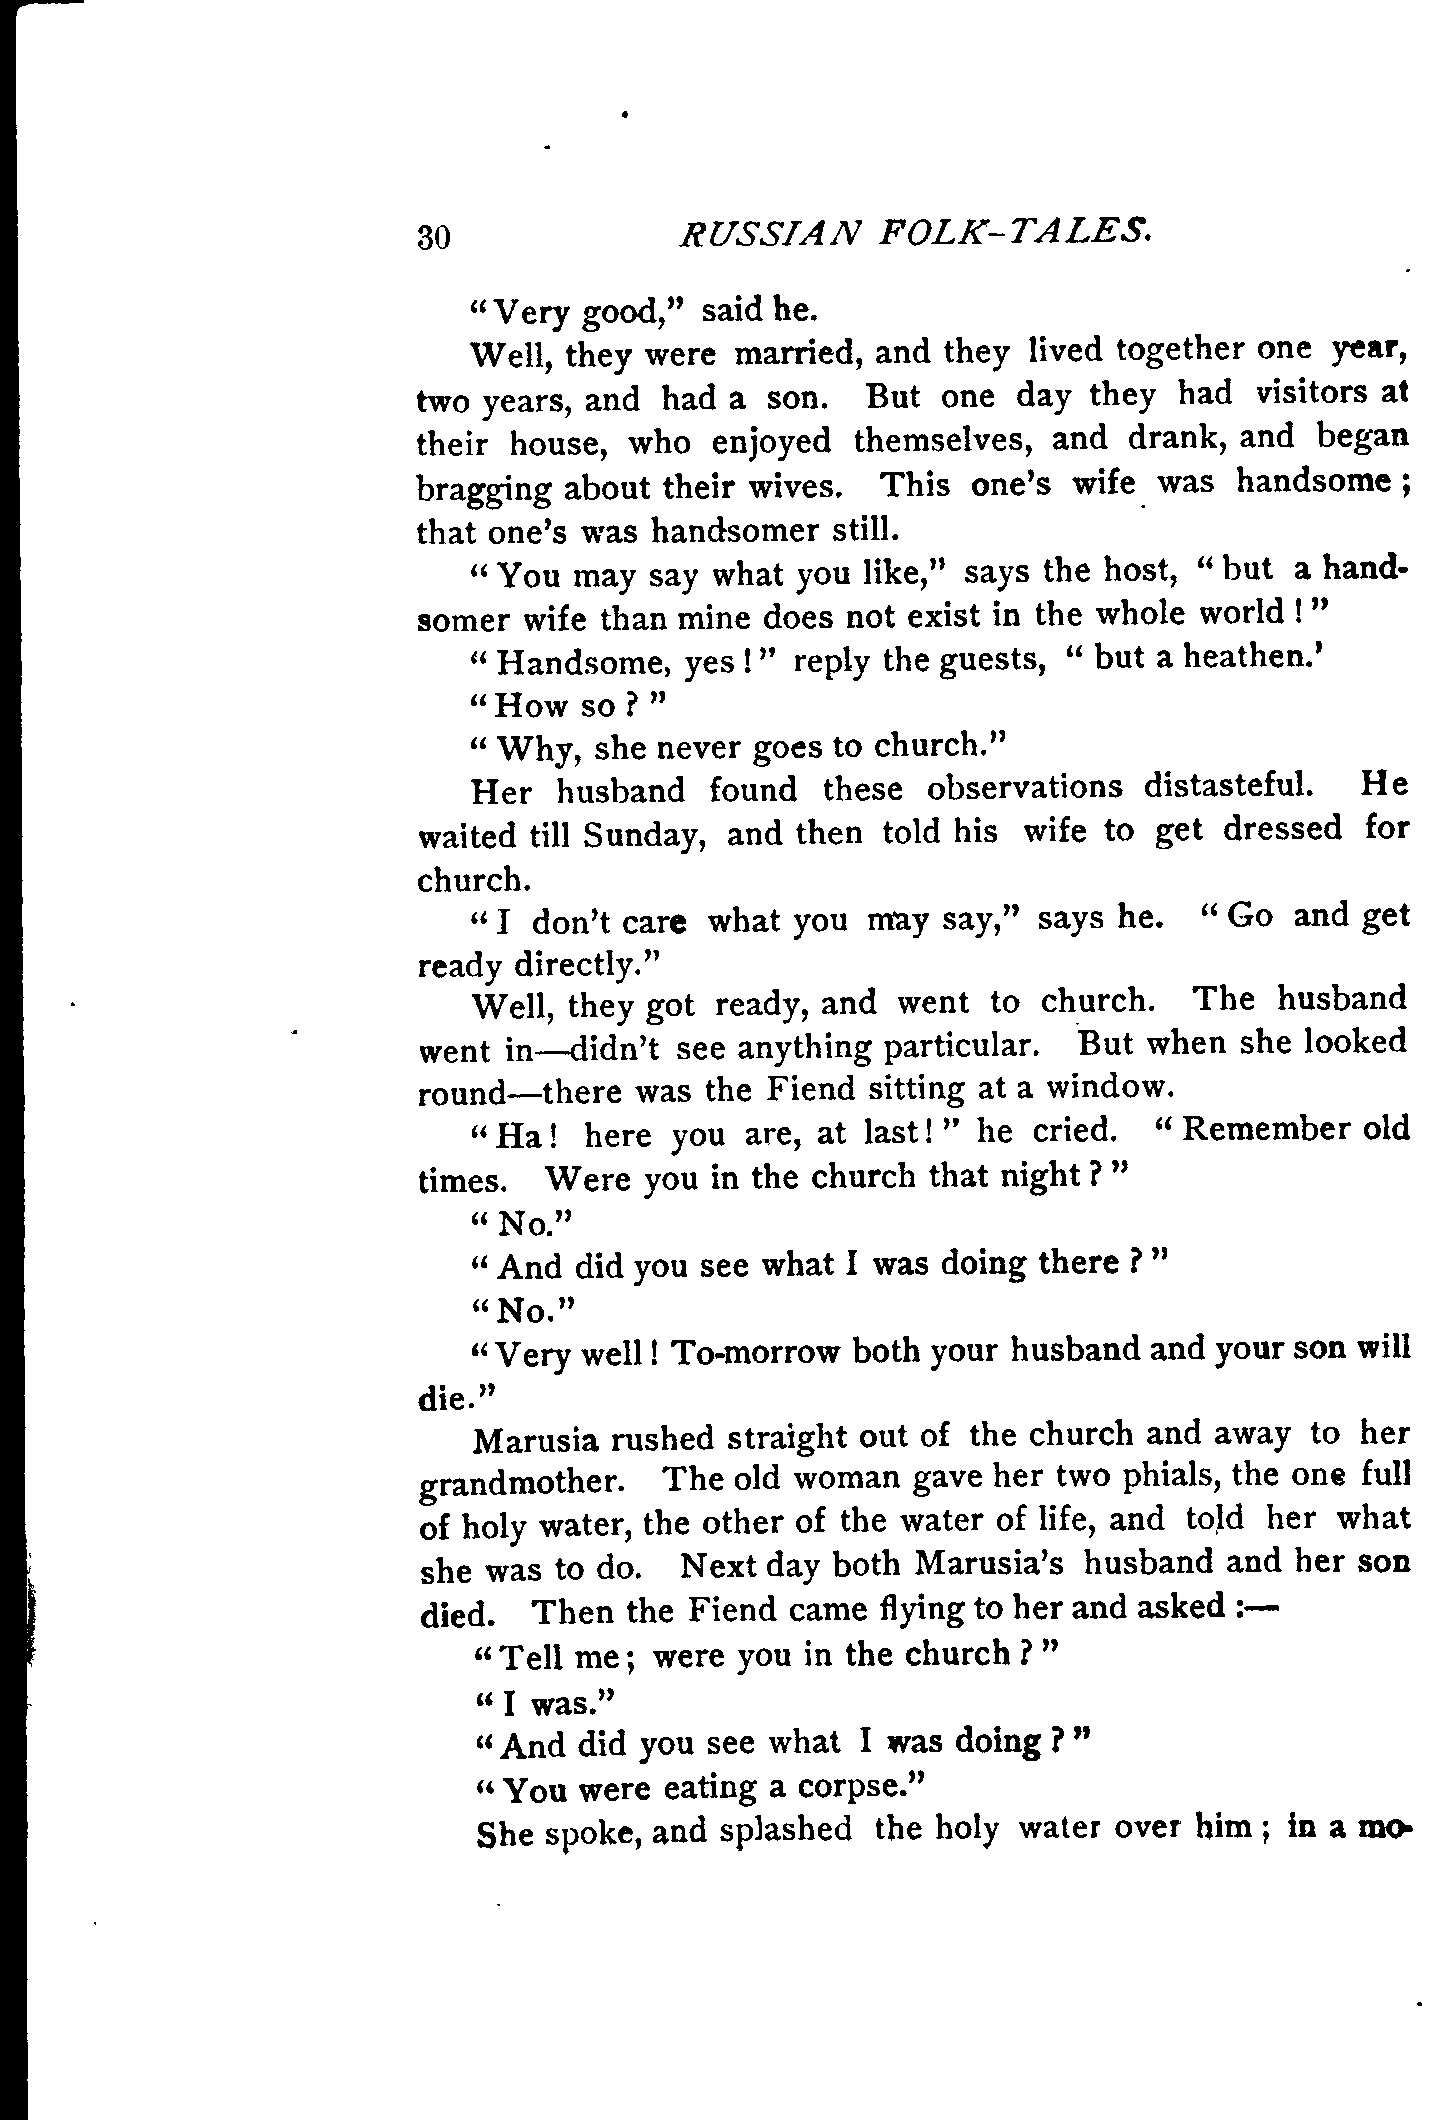 30 RUSSIAN FOLK-TALES.
"Very good," said he.
Well, they were married, and they lived together one year,
two years, and had a son. But one day they had visitors at
their house, who enjoyed themselves, and drank, and began
bragging about their wives. This one's wife was handsome;
that one's was handsomer still.
"You may say what you like," says the host, "but a hand-
somer wife than mine does not exist in the whole world!"
"Handsome, yes!" reply the guests, "but a heathen.'
"How so?"
"Why, she never goes to church."
Her husband found these observations distasteful. He
waited till Sunday, and then told his wife to get dressed for
church.
"I don't care what you may say," says he. "Go and get
ready directly."
Well, they got ready, and went to church. The husband
went in—didn't see anything particular. But when she looked
round—there was the Fiend sitting at a window.
"Ha! here you are, at last!" he cried. "Remember old
times. Were you in the church that night?"
"No."
"And did you see what I was doing there?"
"No."
"Very well! To-morrow both your husband and your son will
die."
Marusia rushed straight out of the church and away to her
grandmother. The old woman gave her two phials, the one full
of holy water, the other of the water of life, and told her what
she was to do. Next day both Marusia's husband and her son
died. Then the Fiend came flying to her and asked:—
"Tell me; were you in the church?"
"I was."
"And did you see what I was doing?"
"You were eating a corpse."
She spoke, and splashed the holy water over him; in a mo-